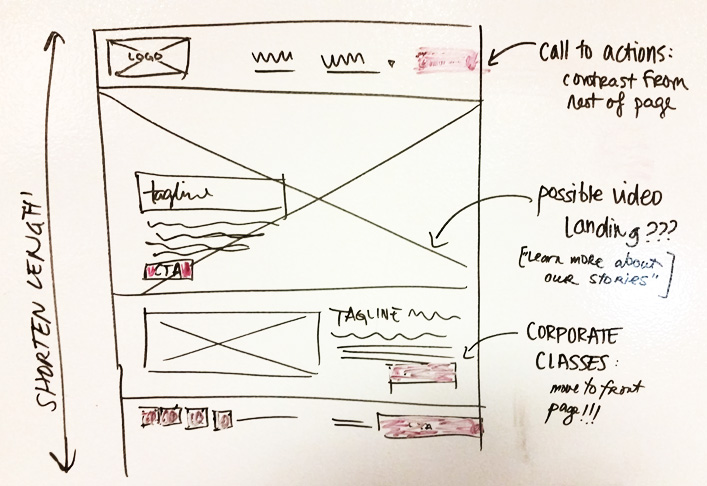 LOGO
call to actions:
contrast from
rest of page
tagline
CTA
possible video
landing???
["Learn more about
our stories"]
SHORTEN LENGTH!
TAGLINE
CORPORATE
CLASSES:
move to front
page!!!
CTA